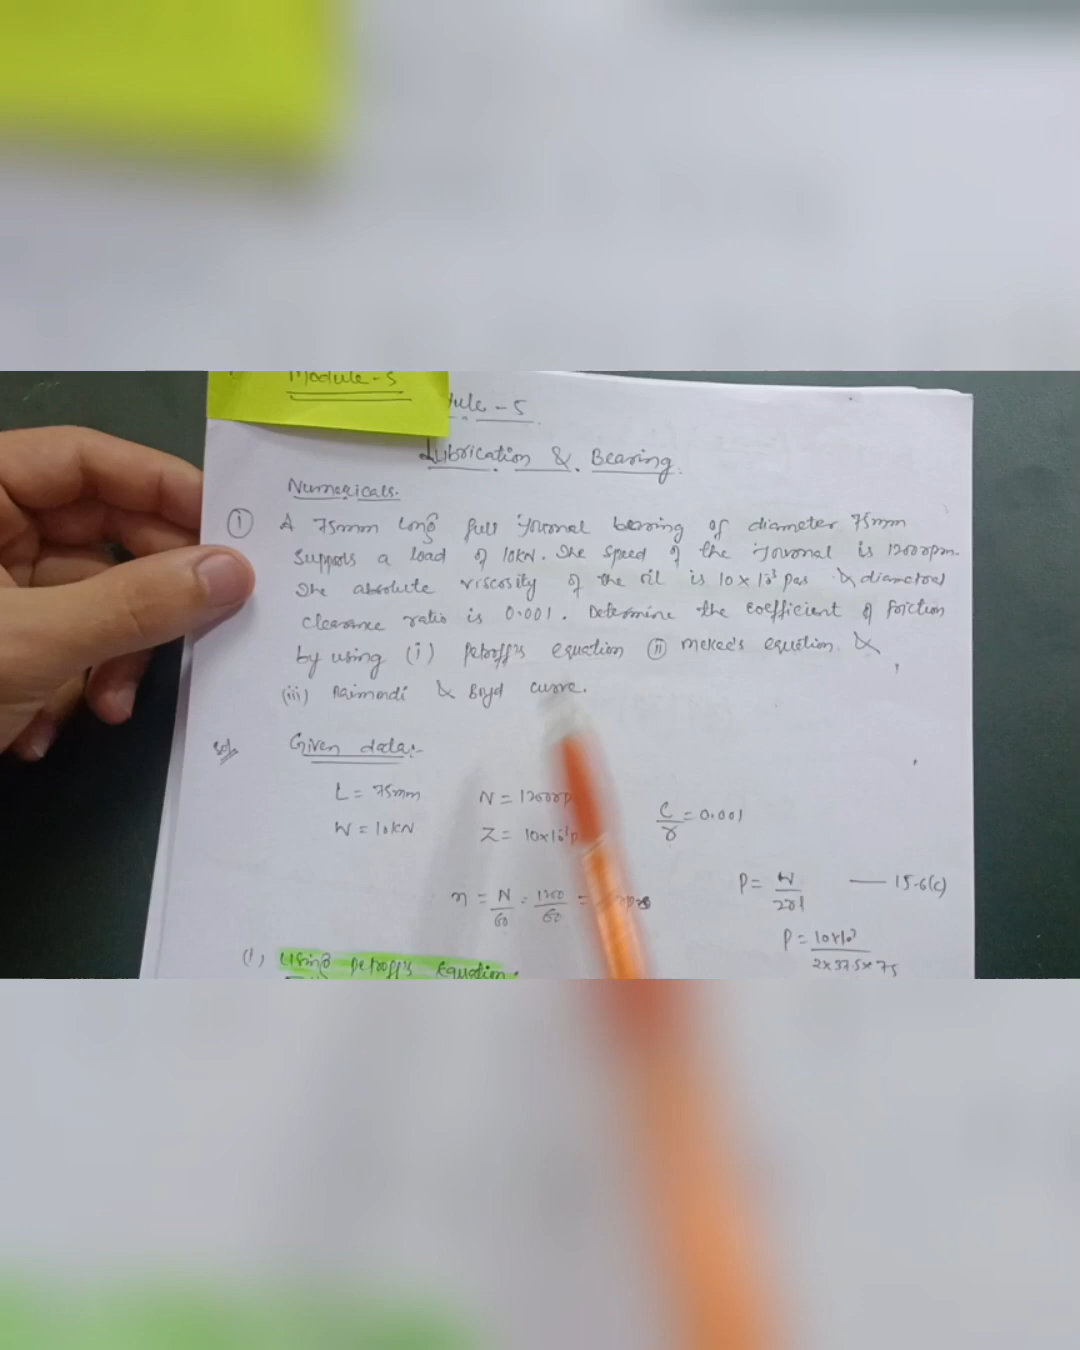 Module - 5
dule - 5
Lubrication & Bearing.
Numericals.
① A 75mm long full journal bearing of diameter 75mm
supports a load of 10kN. The speed of the journal is 1200rpm.
The absolute viscosity of the oil is 10 × 10³ pas & diametral
clearance ratio is 0.001. Determine the coefficient of friction
by using (i) Petroff's equation (ii) mckee's equation &
(iii) Raimondi & Boyd curve.
Sol Given data:-
L = 75mm N = 1200rp C/r = 0.001
W = 10kN Z = 10×10
n = N/60 = 1200/60 = P = W/2rl — 15.6(c)
(i) Using petroff's Equation. P = 10×10³/2×37.5×75